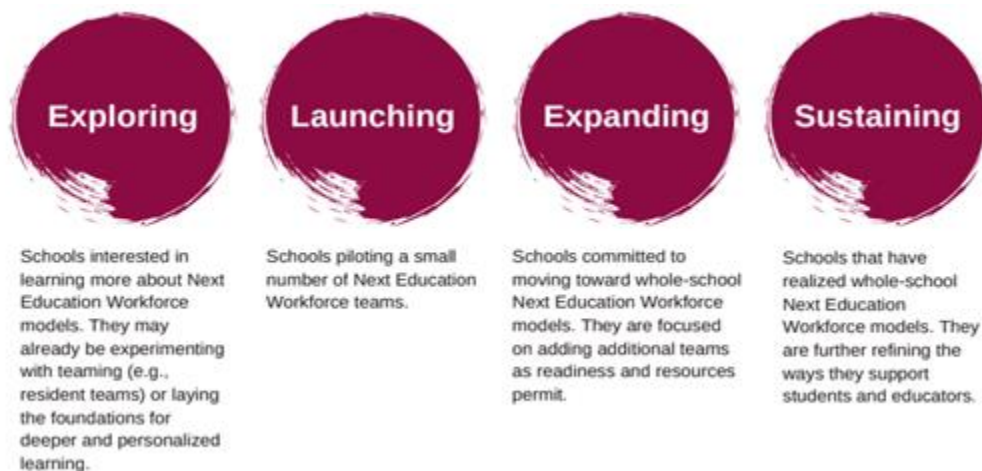 Exploring
Schools interested in
learning more about Next
Education Workforce
models. They may
already be experimenting
with teaming (e.g.,
resident teams) or laying
the foundations for
deeper and personalized
learning.
Launching
Schools piloting a small
number of Next Education
Workforce teams.
Expanding
Schools committed to
moving toward whole-school
Next Education Workforce
models. They are focused
on adding additional teams
as readiness and resources
permit.
Sustaining
Schools that have
realized whole-school
Next Education
Workforce models. They
are further refining the
ways they support
students and educators.